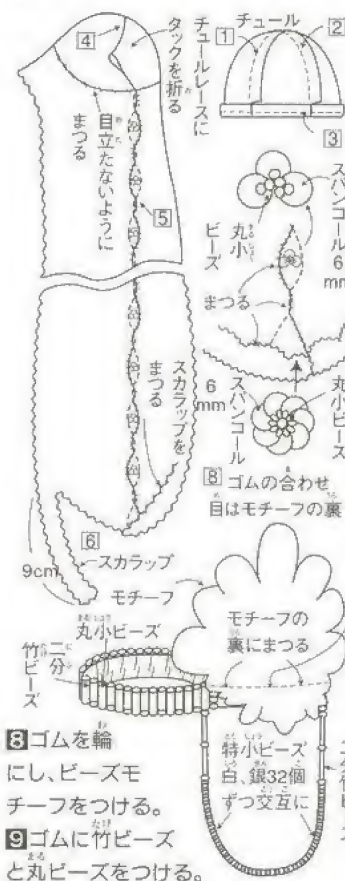 チュール
1
2
3
4
チュールレースに
タックを折る
目立たないように
まつる
5
スパンコール6mm
丸小ビーズ
まつる
スカラップを
まつる
6mmスパンコール
丸小ビーズ
8 ゴムの合わせ
目はモチーフの裏
6
スカラップ
9cm
モチーフ
丸小ビーズ
二分竹ビーズ
モチーフの
裏にまつる
特小ビーズ
白、銀32個
ずつ交互に
8ゴムを輪
にし、ビーズモ
チーフをつける。
9ゴムに竹ビーズ
と丸ビーズをつける。